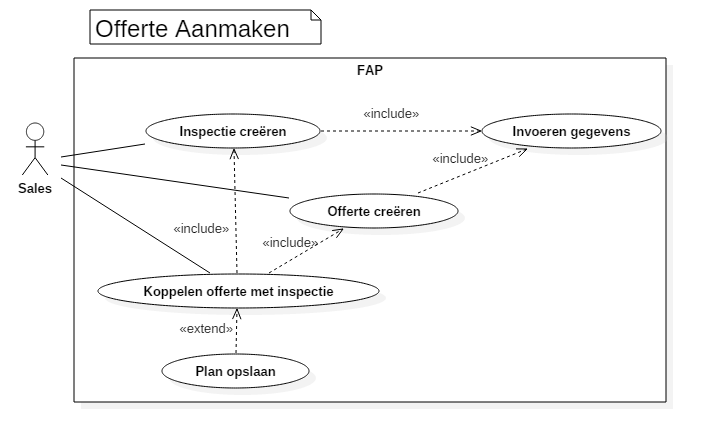 Offerte Aanmaken
FAP
«include»
Inspectie creëren
Invoeren gegevens
«include»
Sales
Offerte creëren
«include»
«include»
Koppelen offerte met inspectie
«extend»
Plan opslaan